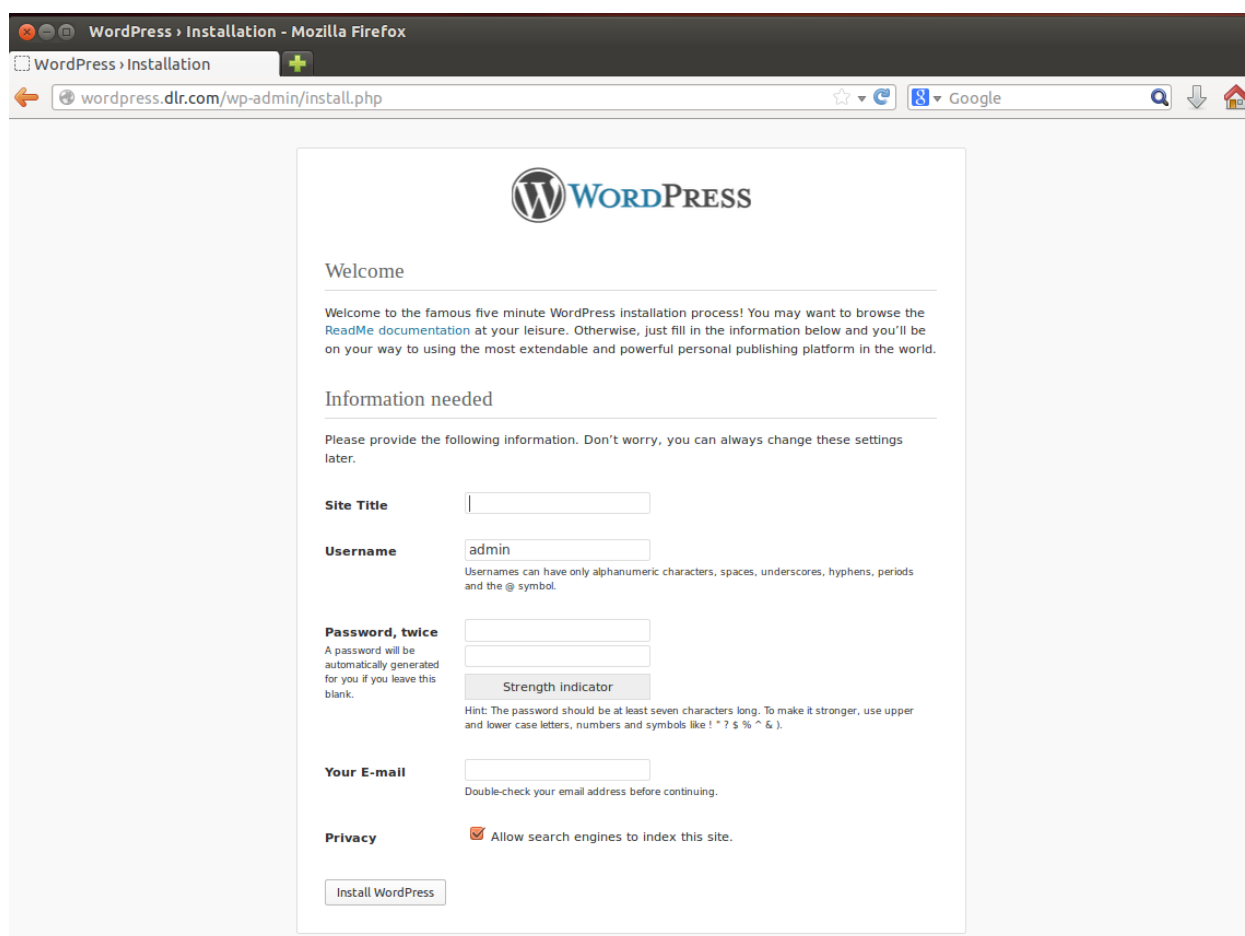 WordPress › Installation - Mozilla Firefox
WordPress › Installation
wordpress.dlr.com/wp-admin/install.php
8 Google
WORDPRESS
Welcome
Welcome to the famous five minute WordPress installation process! You may want to browse the
ReadMe documentation at your leisure. Otherwise, just fill in the information below and you’ll be
on your way to using the most extendable and powerful personal publishing platform in the world.
Information needed
Please provide the following information. Don’t worry, you can always change these settings
later.
Site Title
Username admin
Usernames can have only alphanumeric characters, spaces, underscores, hyphens, periods
and the @ symbol.
Password, twice
A password will be
automatically generated
for you if you leave this
blank.
Strength indicator
Hint: The password should be at least seven characters long. To make it stronger, use upper
and lower case letters, numbers and symbols like ! " ? $ % ^ & ).
Your E-mail
Double-check your email address before continuing.
Privacy Allow search engines to index this site.
Install WordPress